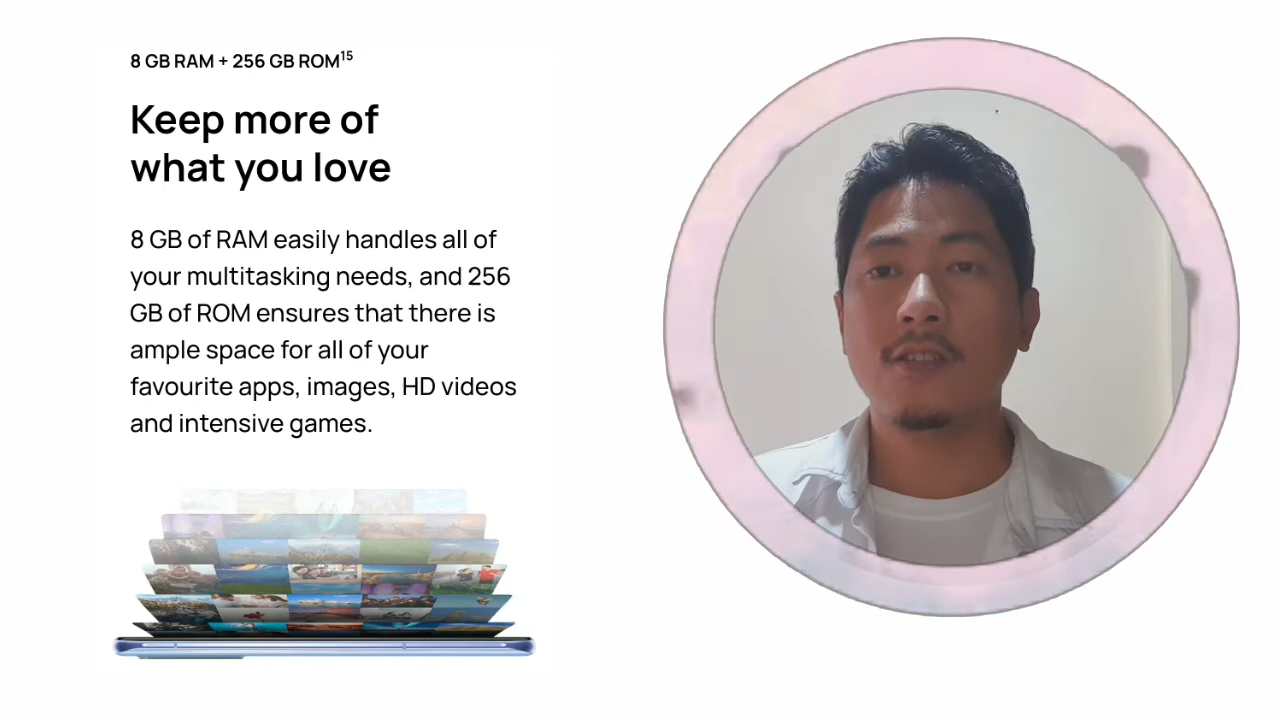 8 GB RAM + 256 GB ROM15
Keep more of
what you love
8 GB of RAM easily handles all of
your multitasking needs, and 256
GB of ROM ensures that there is
ample space for all of your
favourite apps, images, HD videos
and intensive games.